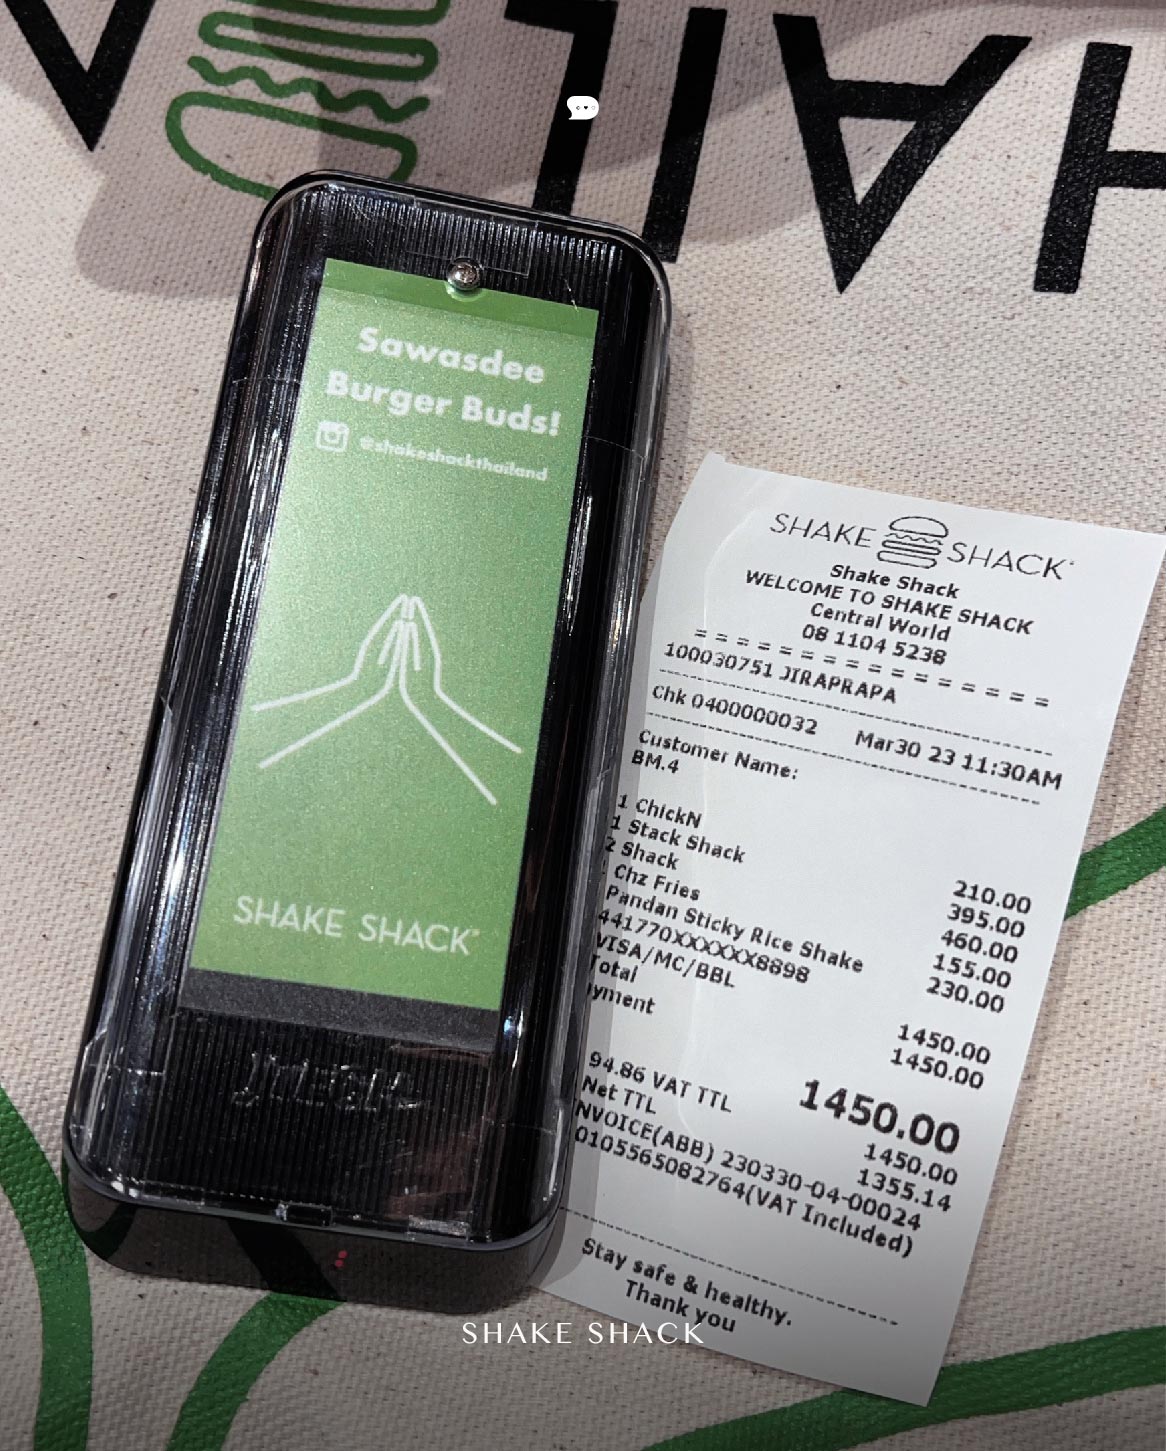 HAIL
Sawasdee
Burger Buds!
@shakeshackthailand
SHAKE SHACK
SHAKE SHACK
Shake Shack
WELCOME TO SHAKE SHACK
Central World
08 1104 5238
= = = = = = = = = = = = = = = = =
100030751 JIRAPRAPA
Chk 0400000032 Mar30 23 11:30AM
Customer Name:
BM.4
1 ChickN 210.00
1 Stack Shack 395.00
2 Shack 460.00
Chz Fries 155.00
Pandan Sticky Rice Shake 230.00
441770XXXXXX8898
VISA/MC/BBL 1450.00
Total 1450.00
yment 1450.00
94.86 VAT TTL 1450.00
Net TTL 1355.14
NVOICE(ABB) 230330-04-00024
0105565082764(VAT Included)
Stay safe & healthy.
Thank you
SHAKE SHACK